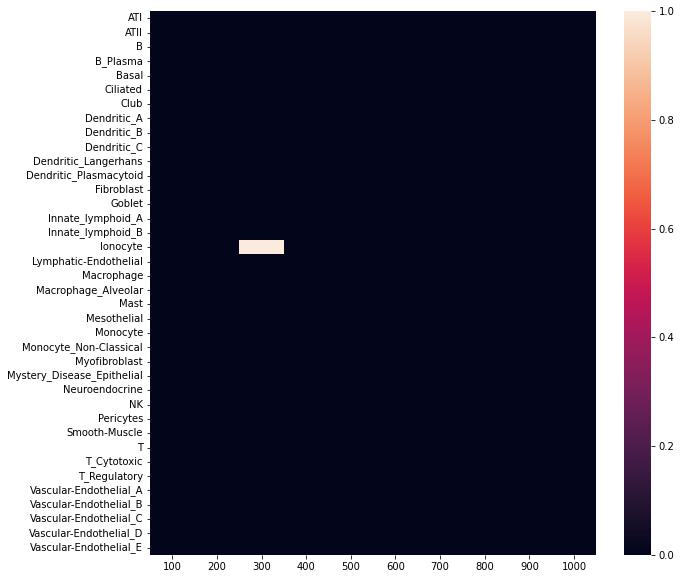 ATI
ATII
B
B_Plasma
Basal
Ciliated
Club
Dendritic_A
Dendritic_B
Dendritic_C
Dendritic_Langerhans
Dendritic_Plasmacytoid
Fibroblast
Goblet
Innate_lymphoid_A
Innate_lymphoid_B
Ionocyte
Lymphatic-Endothelial
Macrophage
Macrophage_Alveolar
Mast
Mesothelial
Monocyte
Monocyte_Non-Classical
Myofibroblast
Mystery_Disease_Epithelial
Neuroendocrine
NK
Pericytes
Smooth-Muscle
T
T_Cytotoxic
T_Regulatory
Vascular-Endothelial_A
Vascular-Endothelial_B
Vascular-Endothelial_C
Vascular-Endothelial_D
Vascular-Endothelial_E
100 200 300 400 500 600 700 800 900 1000
1.0
0.8
0.6
0.4
0.2
0.0